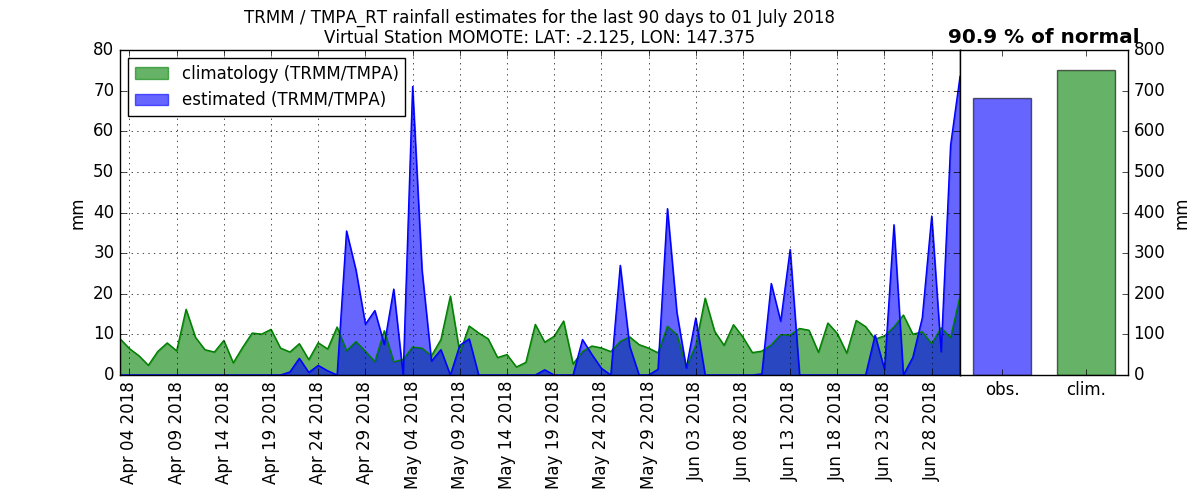 TRMM / TMPA_RT rainfall estimates for the last 90 days to 01 July 2018
Virtual Station MOMOTE: LAT: -2.125, LON: 147.375
90.9 % of normal
climatology (TRMM/TMPA)
estimated (TRMM/TMPA)
mm
80
70
60
50
40
30
20
10
0
Apr 04 2018
Apr 09 2018
Apr 14 2018
Apr 19 2018
Apr 24 2018
Apr 29 2018
May 04 2018
May 09 2018
May 14 2018
May 19 2018
May 24 2018
May 29 2018
Jun 03 2018
Jun 08 2018
Jun 13 2018
Jun 18 2018
Jun 23 2018
Jun 28 2018
obs.
clim.
800
700
600
500
400
300
200
100
0
mm